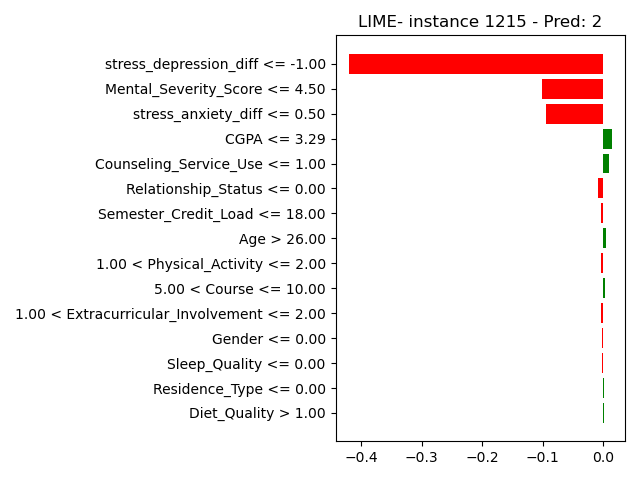 LIME- instance 1215 - Pred: 2
stress_depression_diff <= -1.00
Mental_Severity_Score <= 4.50
stress_anxiety_diff <= 0.50
CGPA <= 3.29
Counseling_Service_Use <= 1.00
Relationship_Status <= 0.00
Semester_Credit_Load <= 18.00
Age > 26.00
1.00 < Physical_Activity <= 2.00
5.00 < Course <= 10.00
1.00 < Extracurricular_Involvement <= 2.00
Gender <= 0.00
Sleep_Quality <= 0.00
Residence_Type <= 0.00
Diet_Quality > 1.00
−0.4 −0.3 −0.2 −0.1 0.0